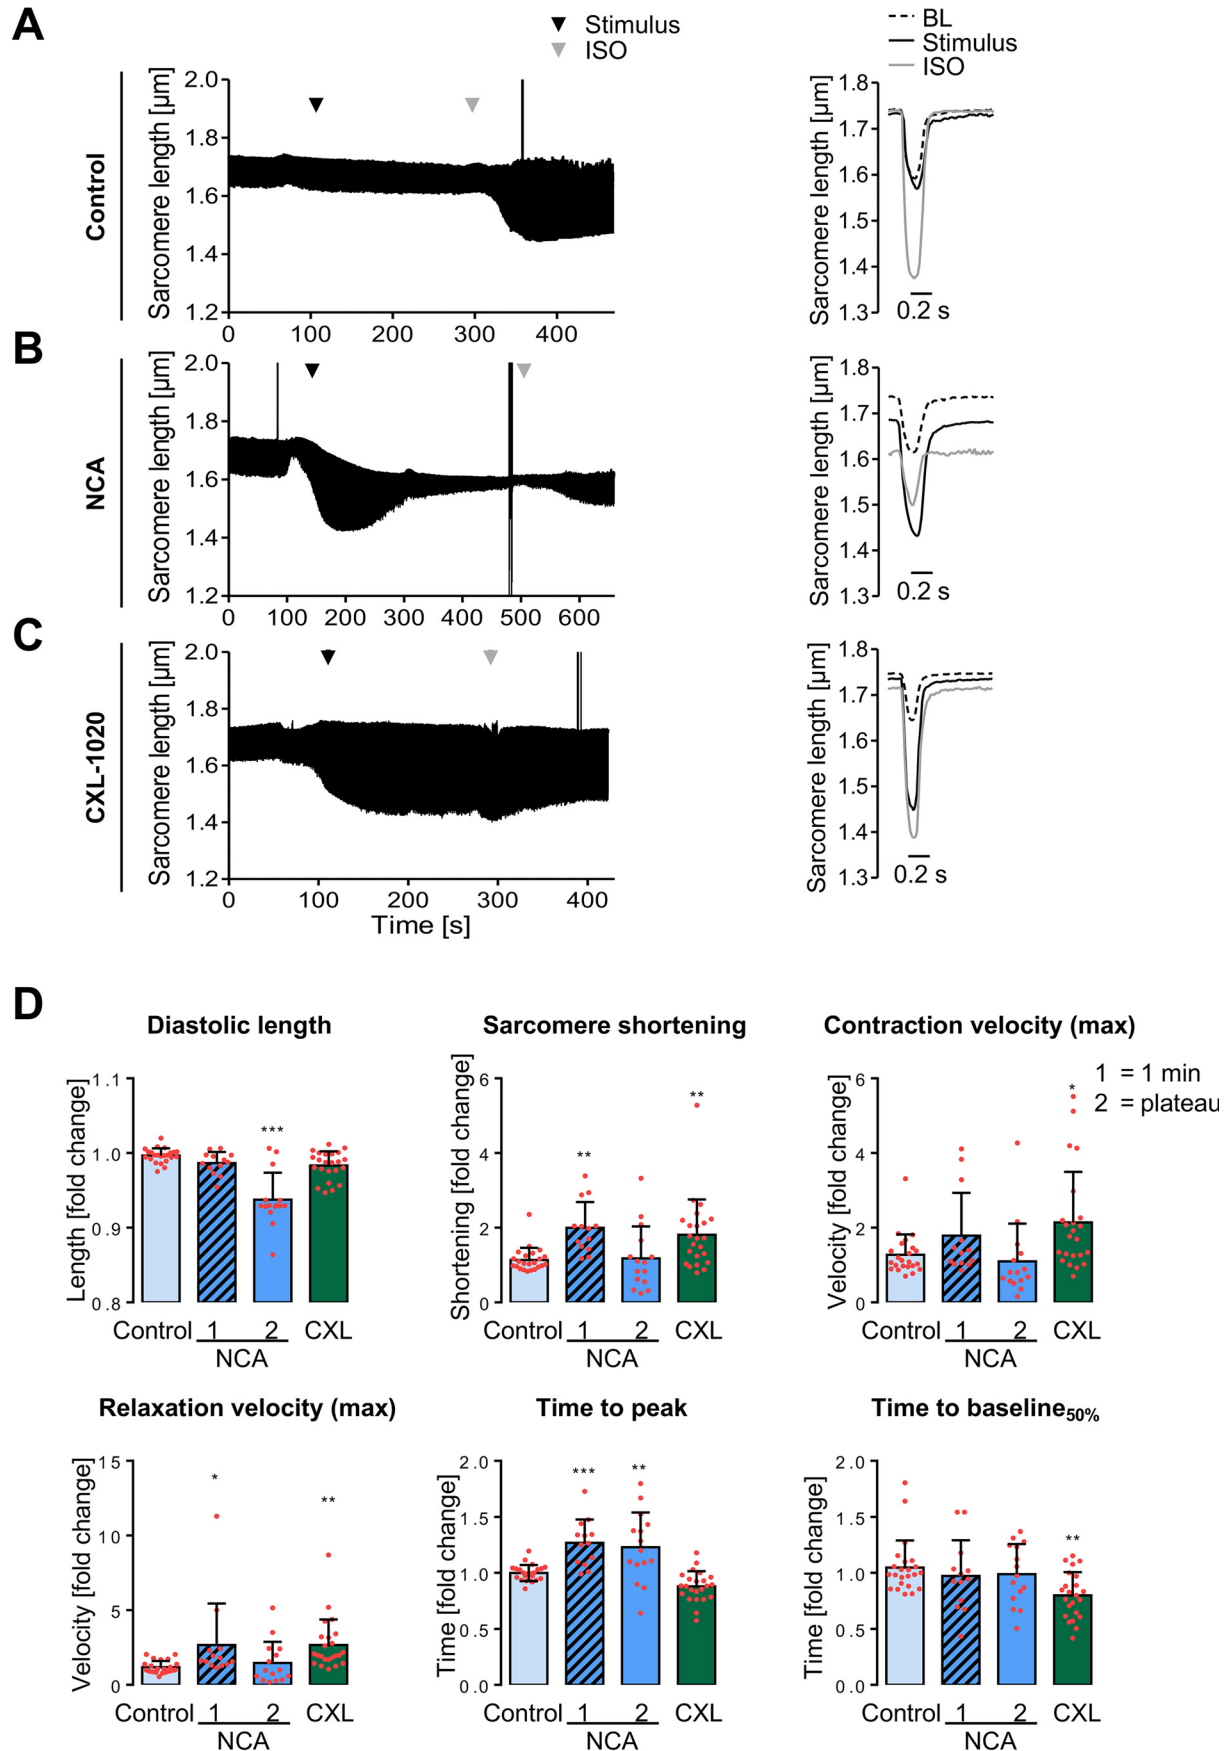 A
Stimulus
ISO
BL
Stimulus
ISO
Control
Sarcomere length [µm]
2.0
1.8
1.6
1.4
1.2
0 100 200 300 400
Sarcomere length [µm]
1.8
1.7
1.6
1.5
1.4
1.3
0.2 s
B
NCA
Sarcomere length [µm]
2.0
1.8
1.6
1.4
1.2
0 100 200 300 400 500 600
Sarcomere length [µm]
1.8
1.7
1.6
1.5
1.4
1.3
0.2 s
C
CXL-1020
Sarcomere length [µm]
2.0
1.8
1.6
1.4
1.2
0 100 200 300 400
Time [s]
Sarcomere length [µm]
1.8
1.7
1.6
1.5
1.4
1.3
0.2 s
D
Diastolic length
Length [fold change]
1.1
1.0
0.9
0.8
***
Control 1 2 CXL
NCA
Sarcomere shortening
Shortening [fold change]
6
4
2
0
**
**
Control 1 2 CXL
NCA
Contraction velocity (max)
Velocity [fold change]
6
4
2
0
*
1 = 1 min
2 = plateau
Control 1 2 CXL
NCA
Relaxation velocity (max)
Velocity [fold change]
15
10
5
0
*
**
Control 1 2 CXL
NCA
Time to peak
Time [fold change]
2.0
1.5
1.0
0.5
0.0
***
**
Control 1 2 CXL
NCA
Time to baseline50%
Time [fold change]
2.0
1.5
1.0
0.5
0.0
**
Control 1 2 CXL
NCA